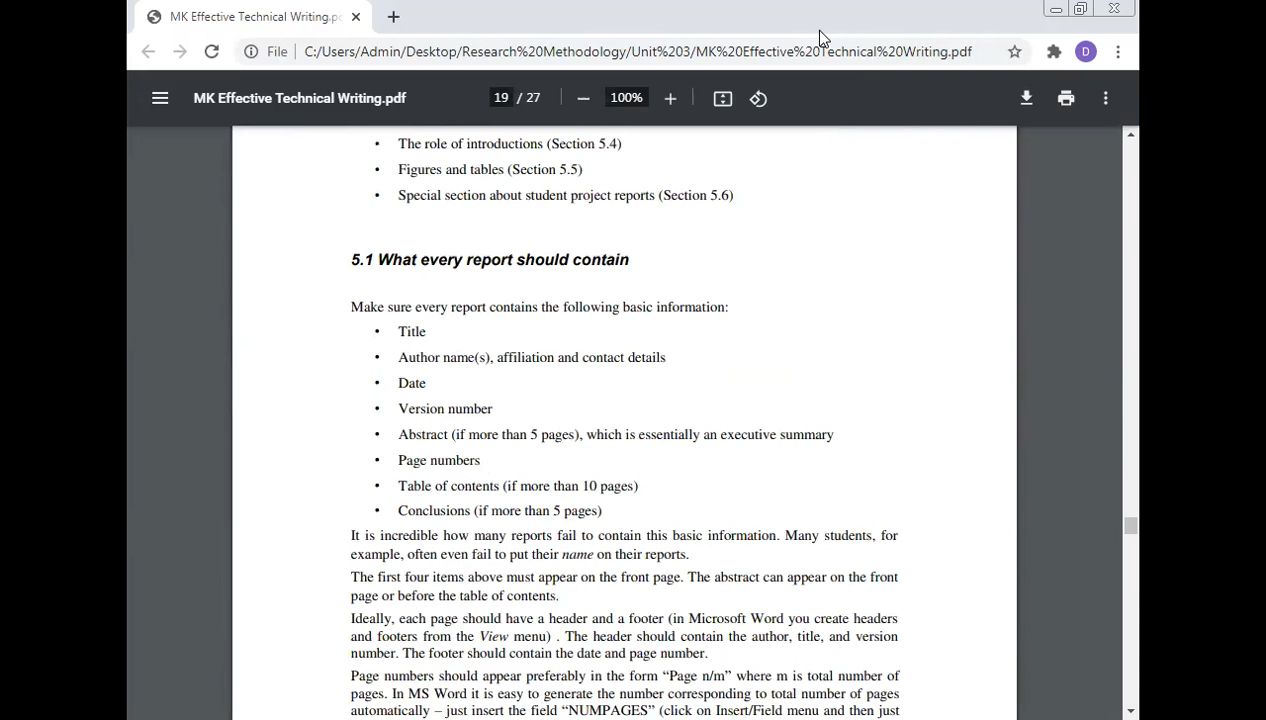 MK Effective Technical Writing.pd
File C:/Users/Admin/Desktop/Research%20Methodology/Unit%203/MK%20Effective%20Technical%20Writing.pdf
D
MK Effective Technical Writing.pdf 19 / 27 100%
• The role of introductions (Section 5.4)
• Figures and tables (Section 5.5)
• Special section about student project reports (Section 5.6)
5.1 What every report should contain
Make sure every report contains the following basic information:
• Title
• Author name(s), affiliation and contact details
• Date
• Version number
• Abstract (if more than 5 pages), which is essentially an executive summary
• Page numbers
• Table of contents (if more than 10 pages)
• Conclusions (if more than 5 pages)
It is incredible how many reports fail to contain this basic information. Many students, for
example, often even fail to put their name on their reports.
The first four items above must appear on the front page. The abstract can appear on the front
page or before the table of contents.
Ideally, each page should have a header and a footer (in Microsoft Word you create headers
and footers from the View menu) . The header should contain the author, title, and version
number. The footer should contain the date and page number.
Page numbers should appear preferably in the form “Page n/m” where m is total number of
pages. In MS Word it is easy to generate the number corresponding to total number of pages
automatically – just insert the field “NUMPAGES” (click on Insert/Field menu and then just